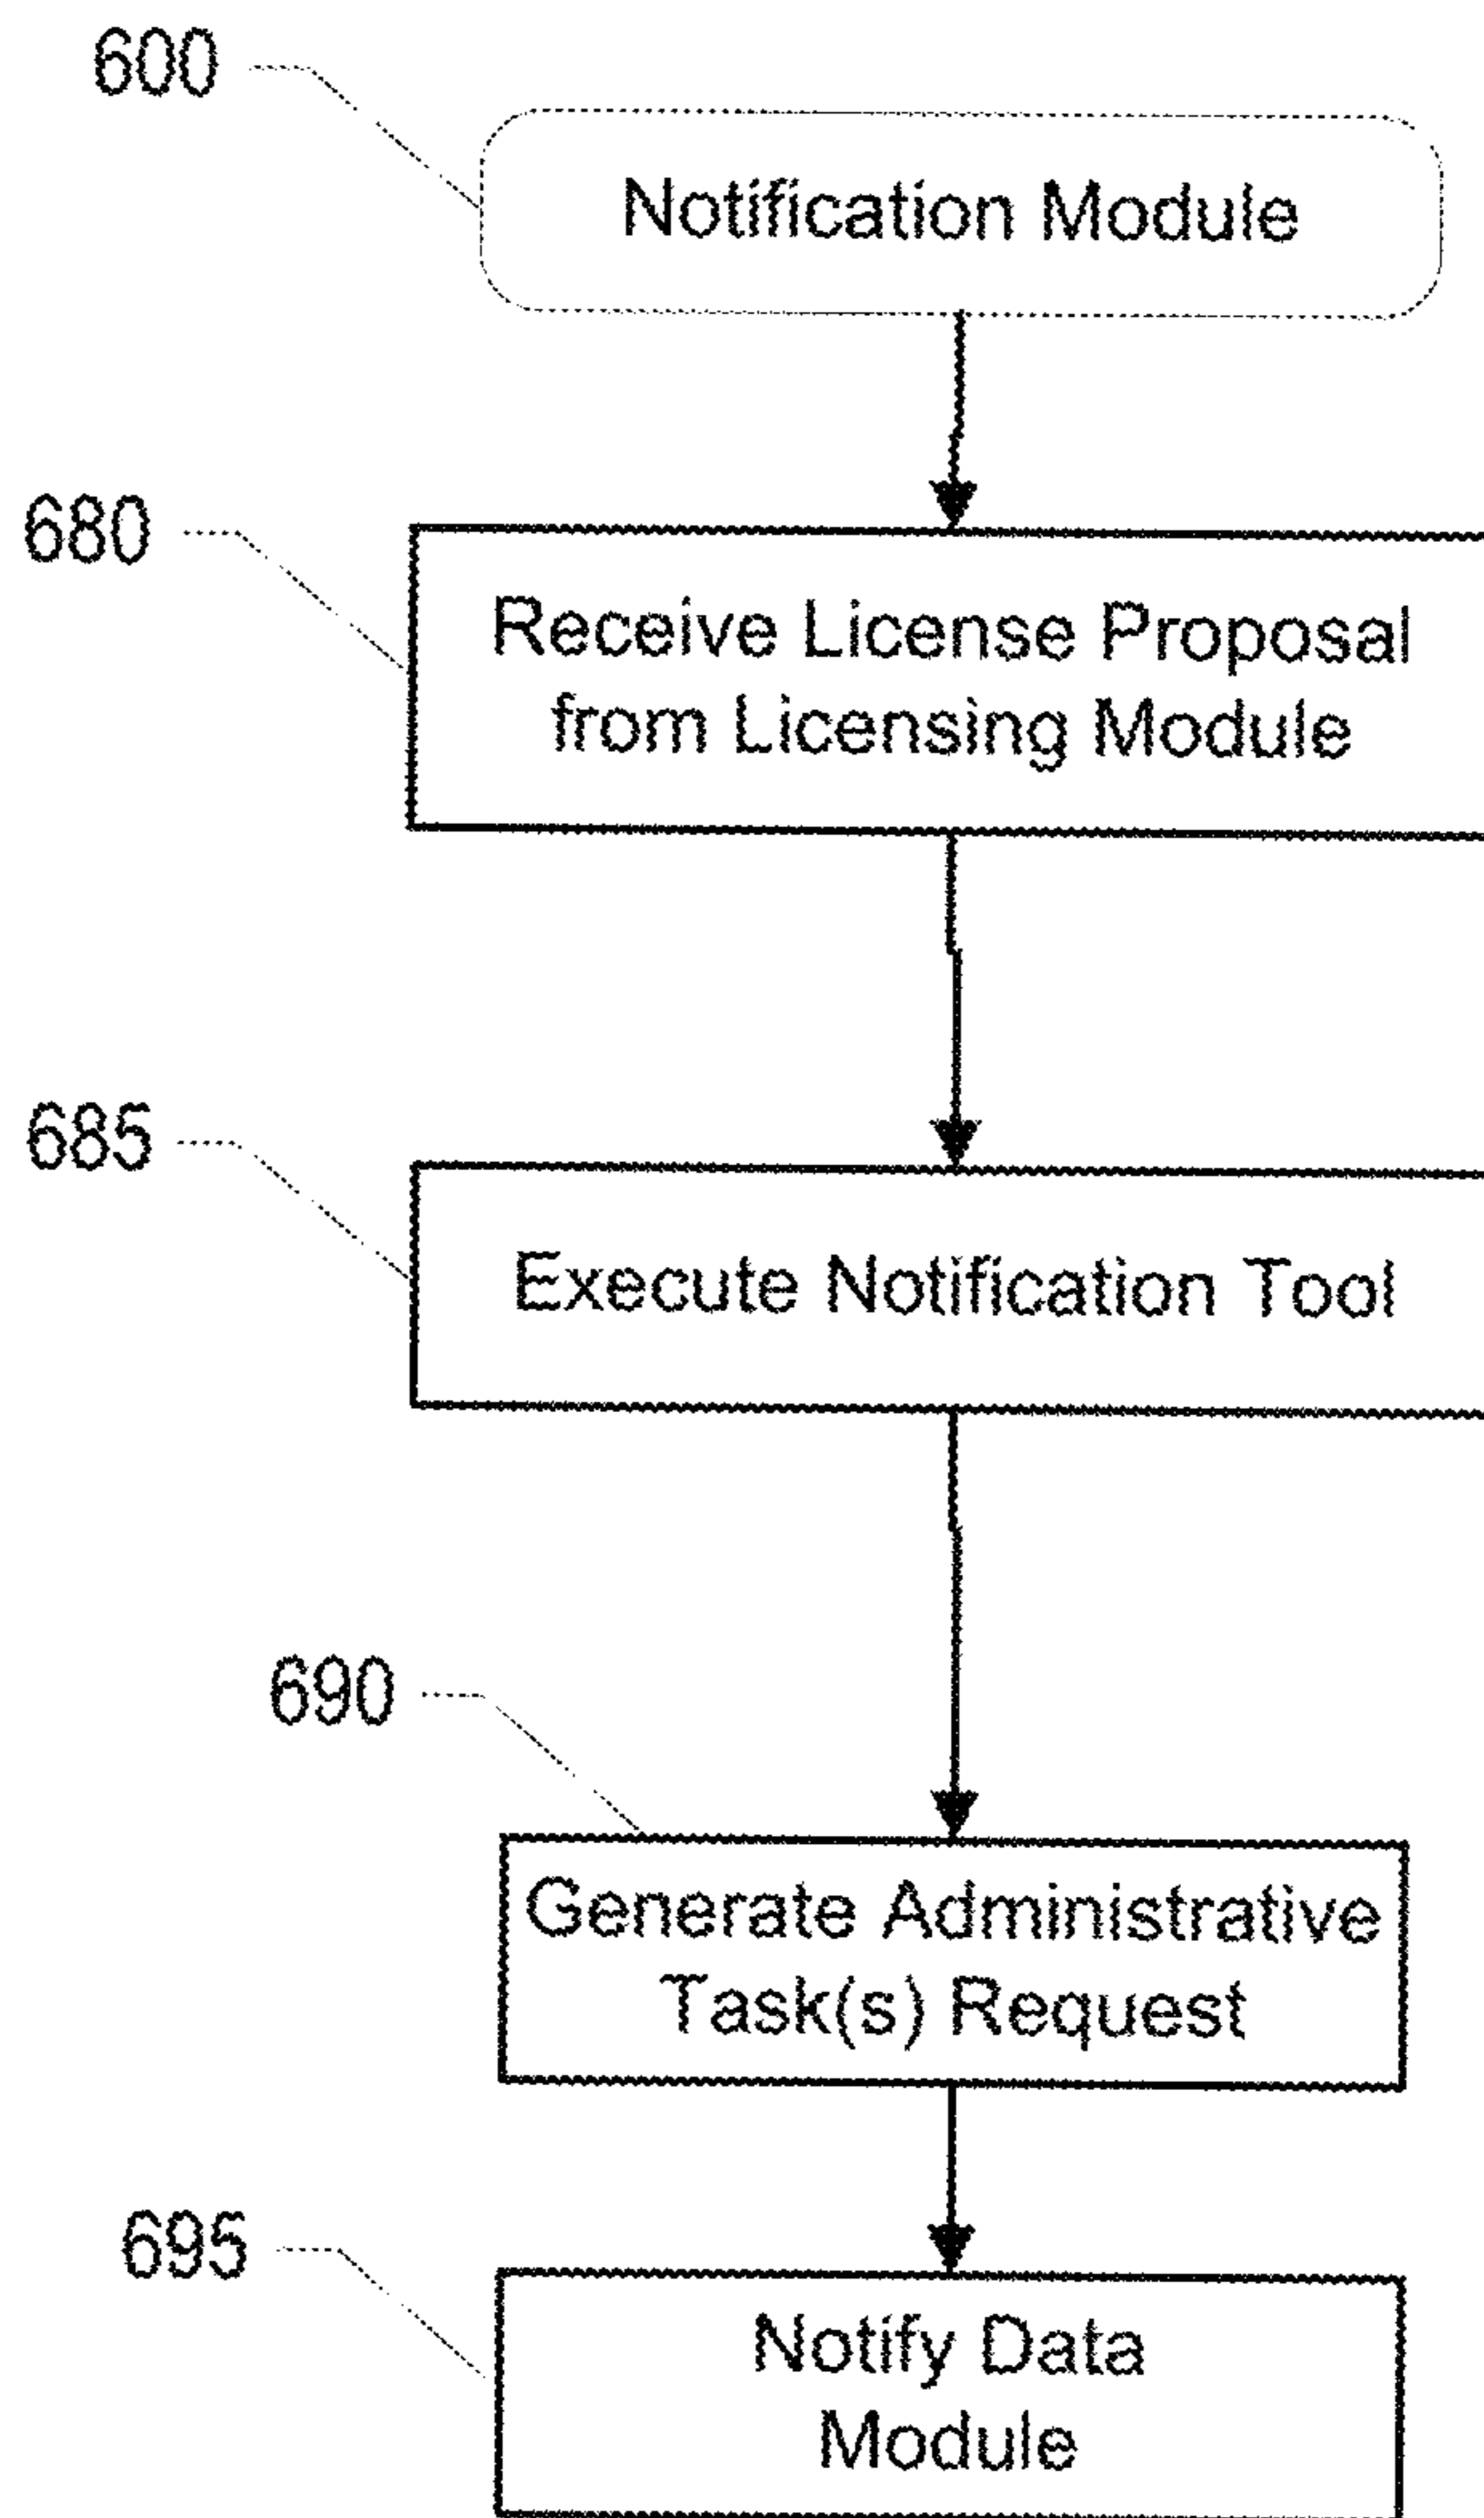 600
Notification Module
680
Receive License Proposal
from Licensing Module
685
Execute Notification Tool
690
Generate Administrative
Task(s) Request
695
Notify Data
Module